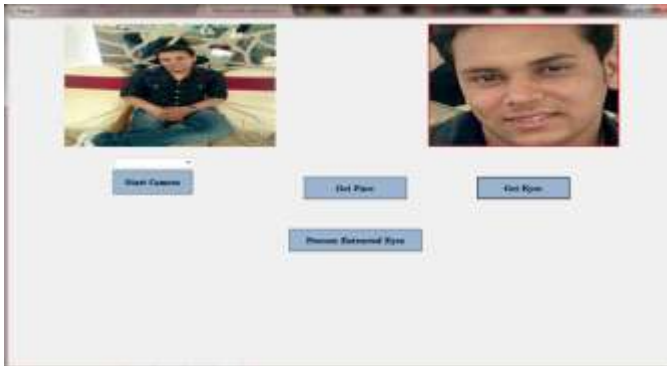 Start Camera
Get Face
Get Eyes
Process Extracted Eyes